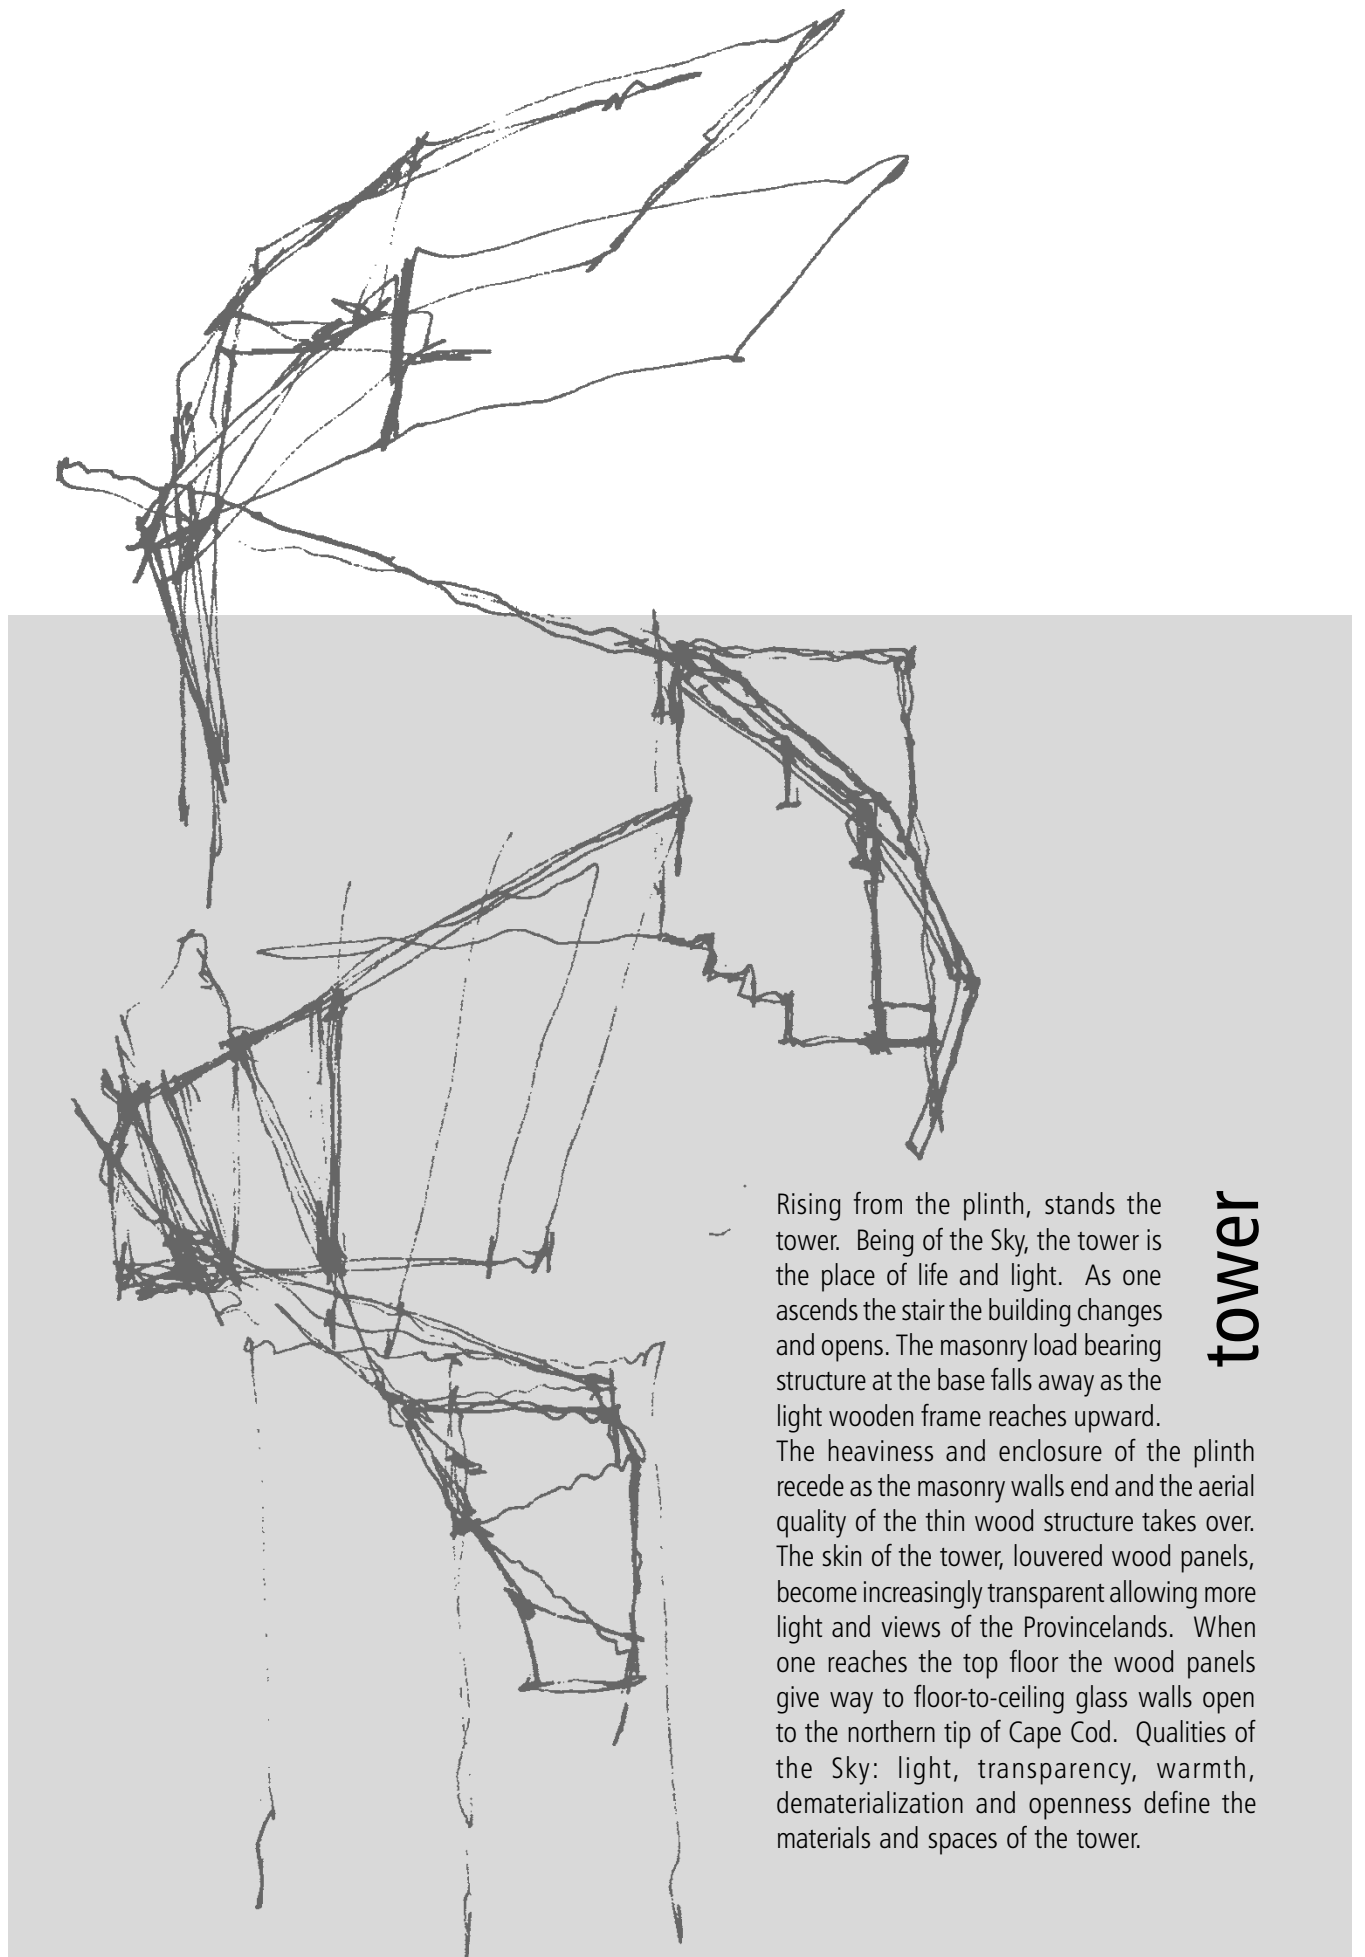 tower
Rising from the plinth, stands the
tower. Being of the Sky, the tower is
the place of life and light. As one
ascends the stair the building changes
and opens. The masonry load bearing
structure at the base falls away as the
light wooden frame reaches upward.
The heaviness and enclosure of the plinth
recede as the masonry walls end and the aerial
quality of the thin wood structure takes over.
The skin of the tower, louvered wood panels,
become increasingly transparent allowing more
light and views of the Provincelands. When
one reaches the top floor the wood panels
give way to floor-to-ceiling glass walls open
to the northern tip of Cape Cod. Qualities of
the Sky: light, transparency, warmth,
dematerialization and openness define the
materials and spaces of the tower.